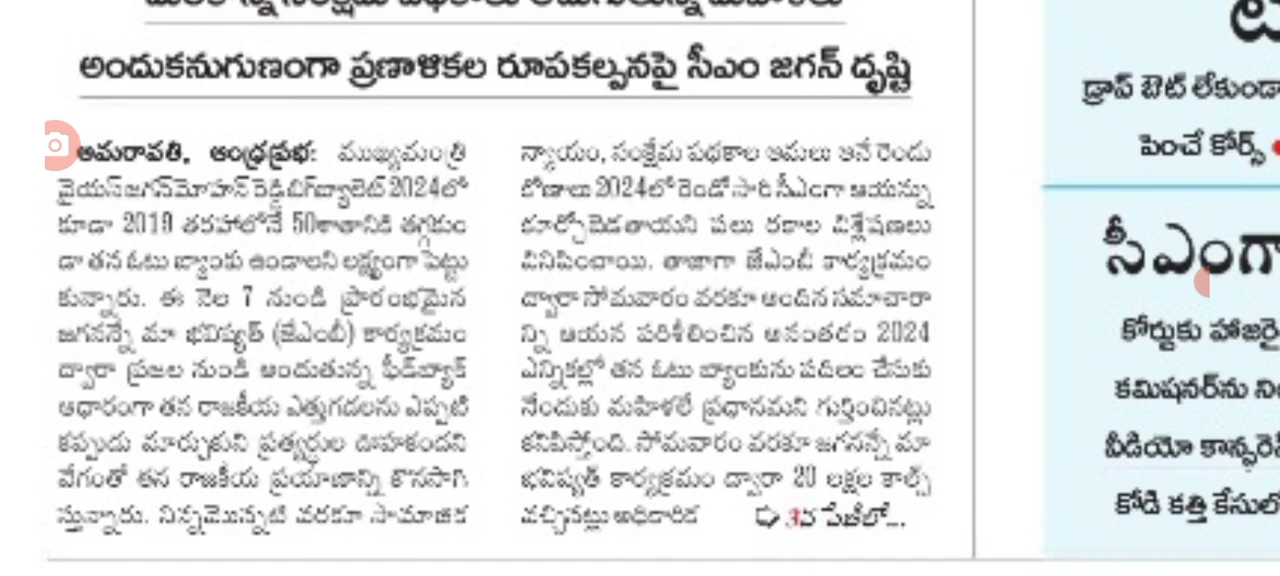 అందుకనుగుణంగా ప్రణాళికల రూపకల్పనపై సీఎం జగన్ దృష్టి
అమరావతి, ఆంధ్రప్రభ: ముఖ్యమంత్రి
వైయస్‌జగన్‌మోహన్‌రెడ్డి బిగ్‌బ్యాలెట్ 2024లో
కూడా 2019 తరహాలోనే 50శాతానికి తగ్గకుం
డా తన ఓటు బ్యాంకు ఉండాలని లక్ష్యంగా పెట్టు
కున్నారు. ఈ నెల 7 నుండి ప్రారంభమైన
జగనన్నే మా భవిష్యత్ (జేఎంబీ) కార్యక్రమం
ద్వారా ప్రజల నుండి అందుతున్న ఫీడ్‌బ్యాక్
ఆధారంగా తన రాజకీయ ఎత్తుగడలను ఎప్పటి
కప్పుడు మార్చుకుని ప్రత్యర్థుల ఊహకందని
వేగంతో తన రాజకీయ ప్రయాణాన్ని కొనసాగి
స్తున్నారు. నిన్నమొన్నటి వరకూ సామాజిక
న్యాయం, సంక్షేమ పథకాల అమలు అనే రెండు
కోణాలు 2024లో రెండోసారి సీఎంగా ఆయన్ను
కూర్చోబెడతాయని పలు రకాల విశ్లేషణలు
వినిపించాయి. తాజాగా జేఎంబీ కార్యక్రమం
ద్వారా సోమవారం వరకూ అందిన సమాచారా
న్ని ఆయన పరిశీలించిన అనంతరం 2024
ఎన్నికల్లో తన ఓటు బ్యాంకును పదిలం చేసుకు
నేందుకు మహిళలే ప్రధానమని గుర్తించినట్లు
కనిపిస్తోంది. సోమవారం వరకూ జగనన్నే మా
భవిష్యత్ కార్యక్రమం ద్వారా 20 లక్షల కాల్స్
వచ్చినట్లు అధికారిక 3వ పేజీలో...
డ్రాప్ ఔట్ లేకుండా
పెంచే కోర్స్
సీఎంగా
కోర్టుకు హాజరై
కమిషనర్‌ను
వీడియో కాన్ఫరెన్
కోడి కత్తి కేసులో